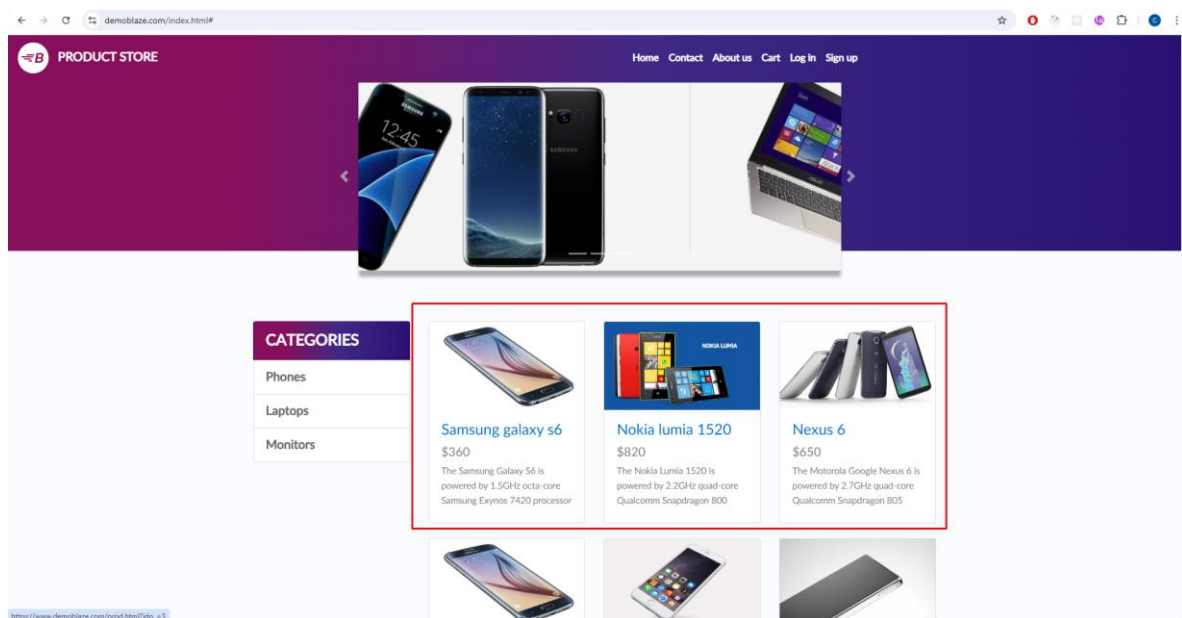 demoblaze.com/index.html#
PRODUCT STORE
Home Contact About us Cart Log in Sign up
SAMSUNG
12:45
SAMSUNG
Start
ASUS
CATEGORIES
Phones
Laptops
Monitors
NOKIA LUMIA
Samsung galaxy s6
$360
The Samsung Galaxy S6 is
powered by 1.5GHz octa-core
Samsung Exynos 7420 processor
Nokia lumia 1520
$820
The Nokia Lumia 1520 is
powered by 2.2GHz quad-core
Qualcomm Snapdragon 800
Nexus 6
$650
The Motorola Google Nexus 6 is
powered by 2.7GHz quad-core
Qualcomm Snapdragon 805